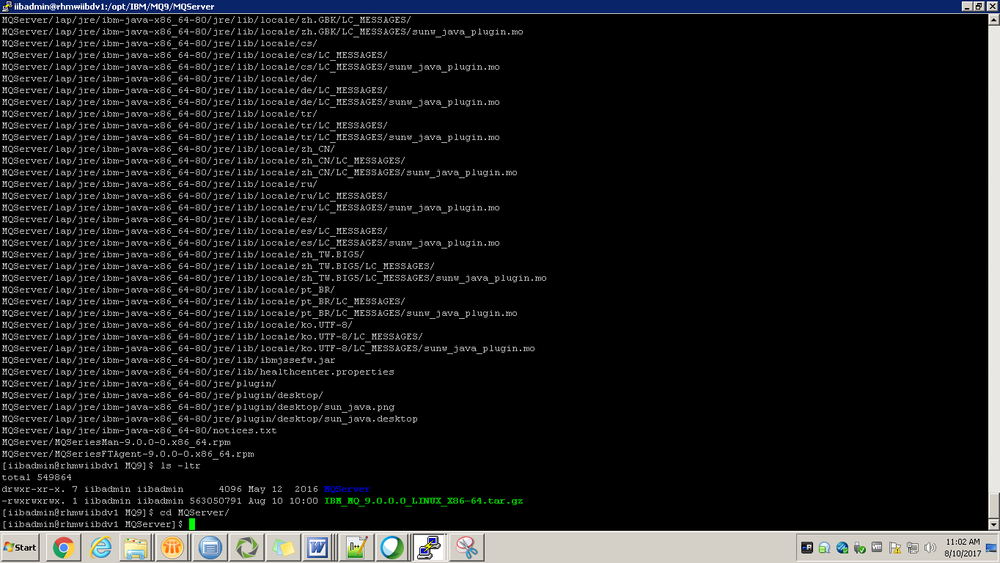 iibadmin@rhmwiibdv1:/opt/IBM/MQ9/MQServer
MQServer/lap/jre/ibm-java-x86_64-80/jre/lib/locale/zh.GBK/LC_MESSAGES/
MQServer/lap/jre/ibm-java-x86_64-80/jre/lib/locale/zh.GBK/LC_MESSAGES/sunw_java_plugin.mo
MQServer/lap/jre/ibm-java-x86_64-80/jre/lib/locale/cs/
MQServer/lap/jre/ibm-java-x86_64-80/jre/lib/locale/cs/LC_MESSAGES/
MQServer/lap/jre/ibm-java-x86_64-80/jre/lib/locale/cs/LC_MESSAGES/sunw_java_plugin.mo
MQServer/lap/jre/ibm-java-x86_64-80/jre/lib/locale/de/
MQServer/lap/jre/ibm-java-x86_64-80/jre/lib/locale/de/LC_MESSAGES/
MQServer/lap/jre/ibm-java-x86_64-80/jre/lib/locale/de/LC_MESSAGES/sunw_java_plugin.mo
MQServer/lap/jre/ibm-java-x86_64-80/jre/lib/locale/tr/
MQServer/lap/jre/ibm-java-x86_64-80/jre/lib/locale/tr/LC_MESSAGES/
MQServer/lap/jre/ibm-java-x86_64-80/jre/lib/locale/tr/LC_MESSAGES/sunw_java_plugin.mo
MQServer/lap/jre/ibm-java-x86_64-80/jre/lib/locale/zh_CN/
MQServer/lap/jre/ibm-java-x86_64-80/jre/lib/locale/zh_CN/LC_MESSAGES/
MQServer/lap/jre/ibm-java-x86_64-80/jre/lib/locale/zh_CN/LC_MESSAGES/sunw_java_plugin.mo
MQServer/lap/jre/ibm-java-x86_64-80/jre/lib/locale/ru/
MQServer/lap/jre/ibm-java-x86_64-80/jre/lib/locale/ru/LC_MESSAGES/
MQServer/lap/jre/ibm-java-x86_64-80/jre/lib/locale/ru/LC_MESSAGES/sunw_java_plugin.mo
MQServer/lap/jre/ibm-java-x86_64-80/jre/lib/locale/es/
MQServer/lap/jre/ibm-java-x86_64-80/jre/lib/locale/es/LC_MESSAGES/
MQServer/lap/jre/ibm-java-x86_64-80/jre/lib/locale/es/LC_MESSAGES/sunw_java_plugin.mo
MQServer/lap/jre/ibm-java-x86_64-80/jre/lib/locale/zh_TW.BIG5/
MQServer/lap/jre/ibm-java-x86_64-80/jre/lib/locale/zh_TW.BIG5/LC_MESSAGES/
MQServer/lap/jre/ibm-java-x86_64-80/jre/lib/locale/zh_TW.BIG5/LC_MESSAGES/sunw_java_plugin.mo
MQServer/lap/jre/ibm-java-x86_64-80/jre/lib/locale/pt_BR/
MQServer/lap/jre/ibm-java-x86_64-80/jre/lib/locale/pt_BR/LC_MESSAGES/
MQServer/lap/jre/ibm-java-x86_64-80/jre/lib/locale/pt_BR/LC_MESSAGES/sunw_java_plugin.mo
MQServer/lap/jre/ibm-java-x86_64-80/jre/lib/locale/ko.UTF-8/
MQServer/lap/jre/ibm-java-x86_64-80/jre/lib/locale/ko.UTF-8/LC_MESSAGES/
MQServer/lap/jre/ibm-java-x86_64-80/jre/lib/locale/ko.UTF-8/LC_MESSAGES/sunw_java_plugin.mo
MQServer/lap/jre/ibm-java-x86_64-80/jre/lib/ibmjssefw.jar
MQServer/lap/jre/ibm-java-x86_64-80/jre/lib/healthcenter.properties
MQServer/lap/jre/ibm-java-x86_64-80/jre/plugin/
MQServer/lap/jre/ibm-java-x86_64-80/jre/plugin/desktop/
MQServer/lap/jre/ibm-java-x86_64-80/jre/plugin/desktop/sun_java.png
MQServer/lap/jre/ibm-java-x86_64-80/jre/plugin/desktop/sun_java.desktop
MQServer/lap/jre/ibm-java-x86_64-80/notices.txt
MQServer/MQSeriesMan-9.0.0-0.x86_64.rpm
MQServer/MQSeriesFTAgent-9.0.0-0.x86_64.rpm
[iibadmin@rhmwiibdv1 MQ9]$ ls -ltr
total 549864
drwxr-xr-x. 7 iibadmin iibadmin      4096 May 12  2016 MQServer
-rwxrwxrwx. 1 iibadmin iibadmin 563050791 Aug 10 10:00 IBM_MQ_9.0.0.0_LINUX_X86-64.tar.gz
[iibadmin@rhmwiibdv1 MQ9]$ cd MQServer/
[iibadmin@rhmwiibdv1 MQServer]$
Start
11:02 AM
8/10/2017